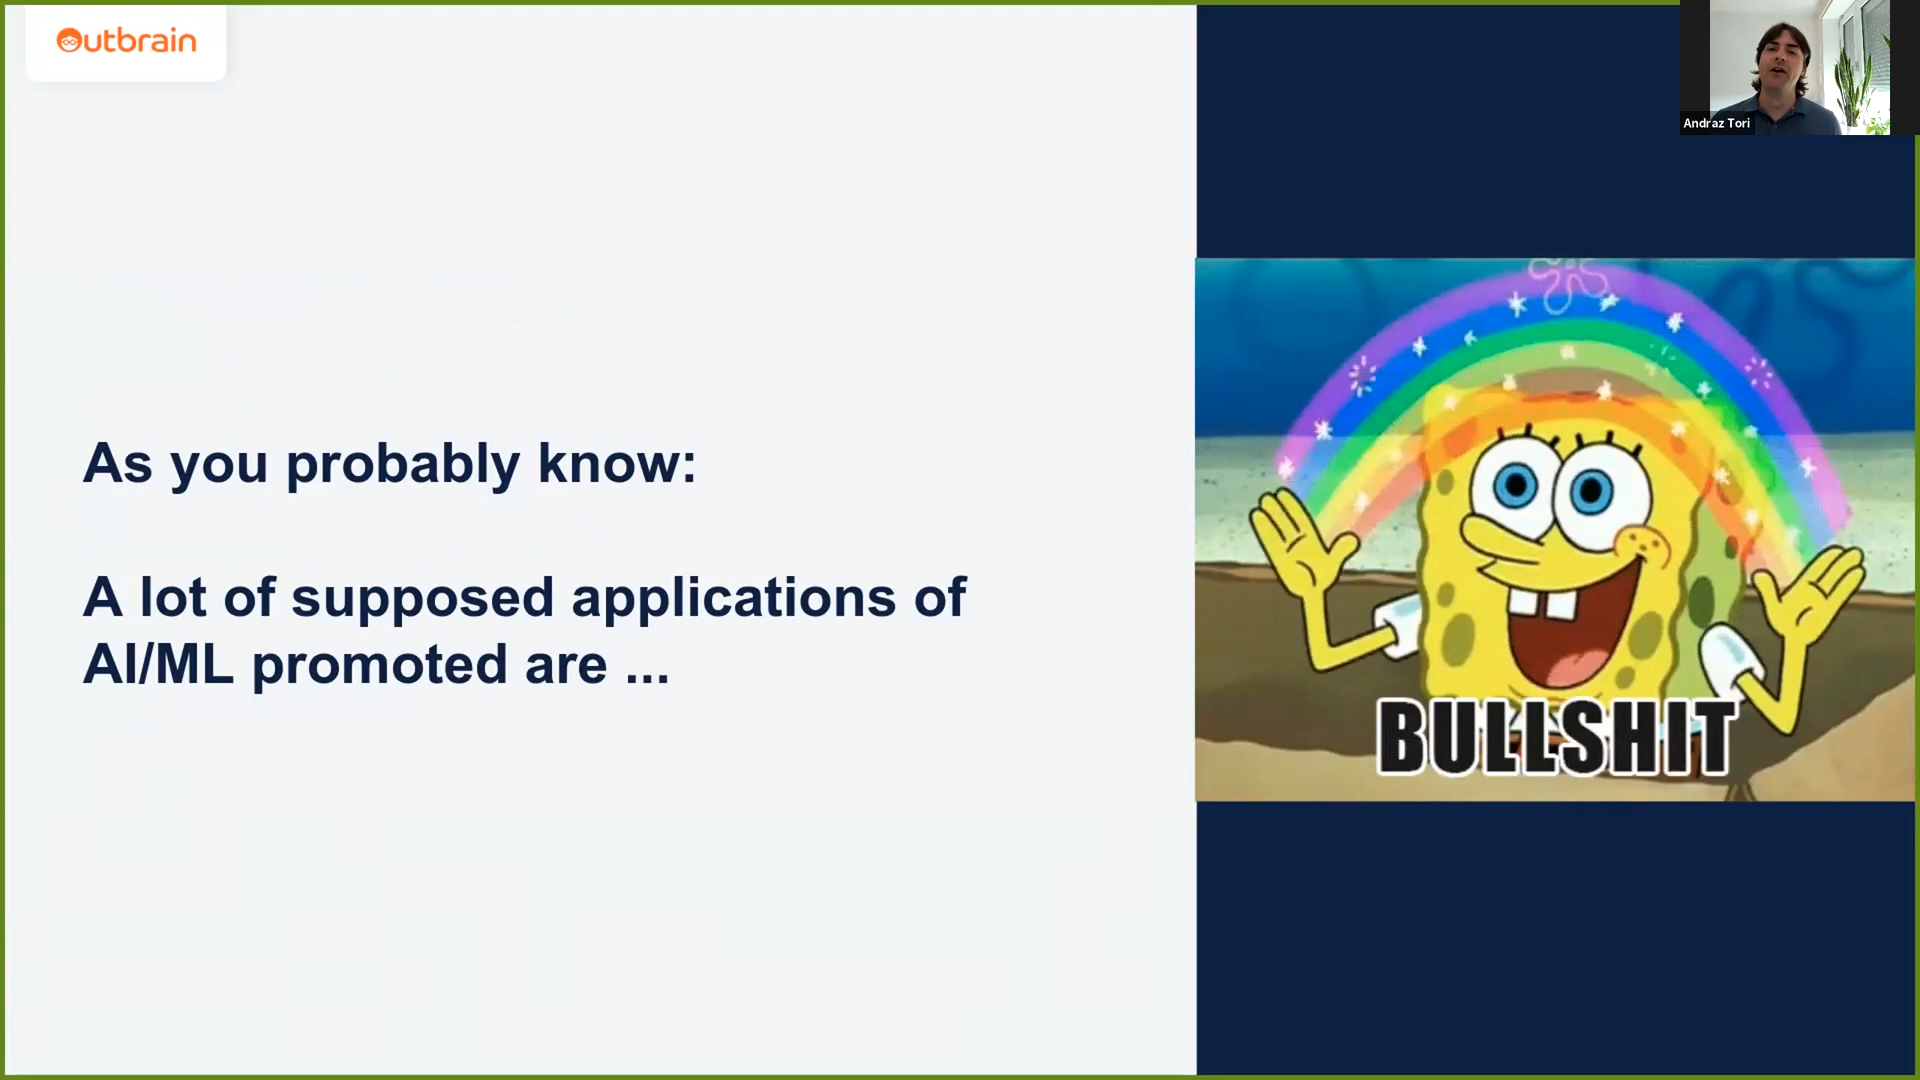 Outbrain
Andraz Tori
As you probably know:
A lot of supposed applications of
AI/ML promoted are ...
BULLSHIT